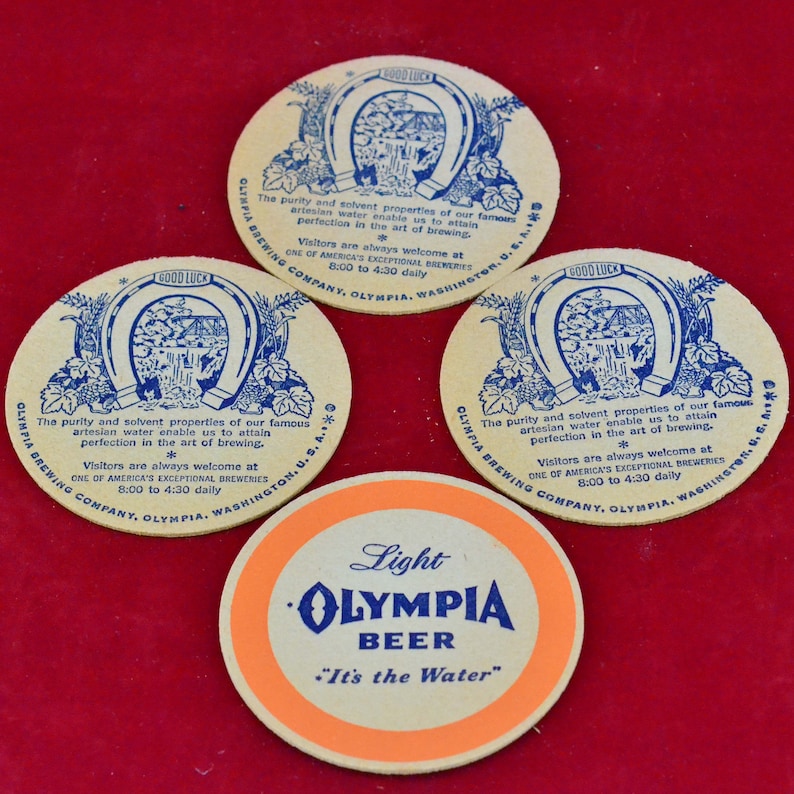 GOOD LUCK
The purity and solvent properties of our famous
artesian water enable us to attain
perfection in the art of brewing.
*
Visitors are always welcome at
ONE OF AMERICA'S EXCEPTIONAL BREWERIES
8:00 to 4:30 daily
OLYMPIA BREWING COMPANY, OLYMPIA, WASHINGTON, U.S.A.
GOOD LUCK
The purity and solvent properties of our famous
artesian water enable us to attain
perfection in the art of brewing.
*
Visitors are always welcome at
ONE OF AMERICA'S EXCEPTIONAL BREWERIES
8:00 to 4:30 daily
OLYMPIA BREWING COMPANY, OLYMPIA, WASHINGTON, U.S.A.
GOOD LUCK
The purity and solvent properties of our famous
artesian water enable us to attain
perfection in the art of brewing.
*
Visitors are always welcome at
ONE OF AMERICA'S EXCEPTIONAL BREWERIES
8:00 to 4:30 daily
OLYMPIA BREWING COMPANY, OLYMPIA, WASHINGTON, U.S.A.
Light
OLYMPIA
BEER
"It's the Water"